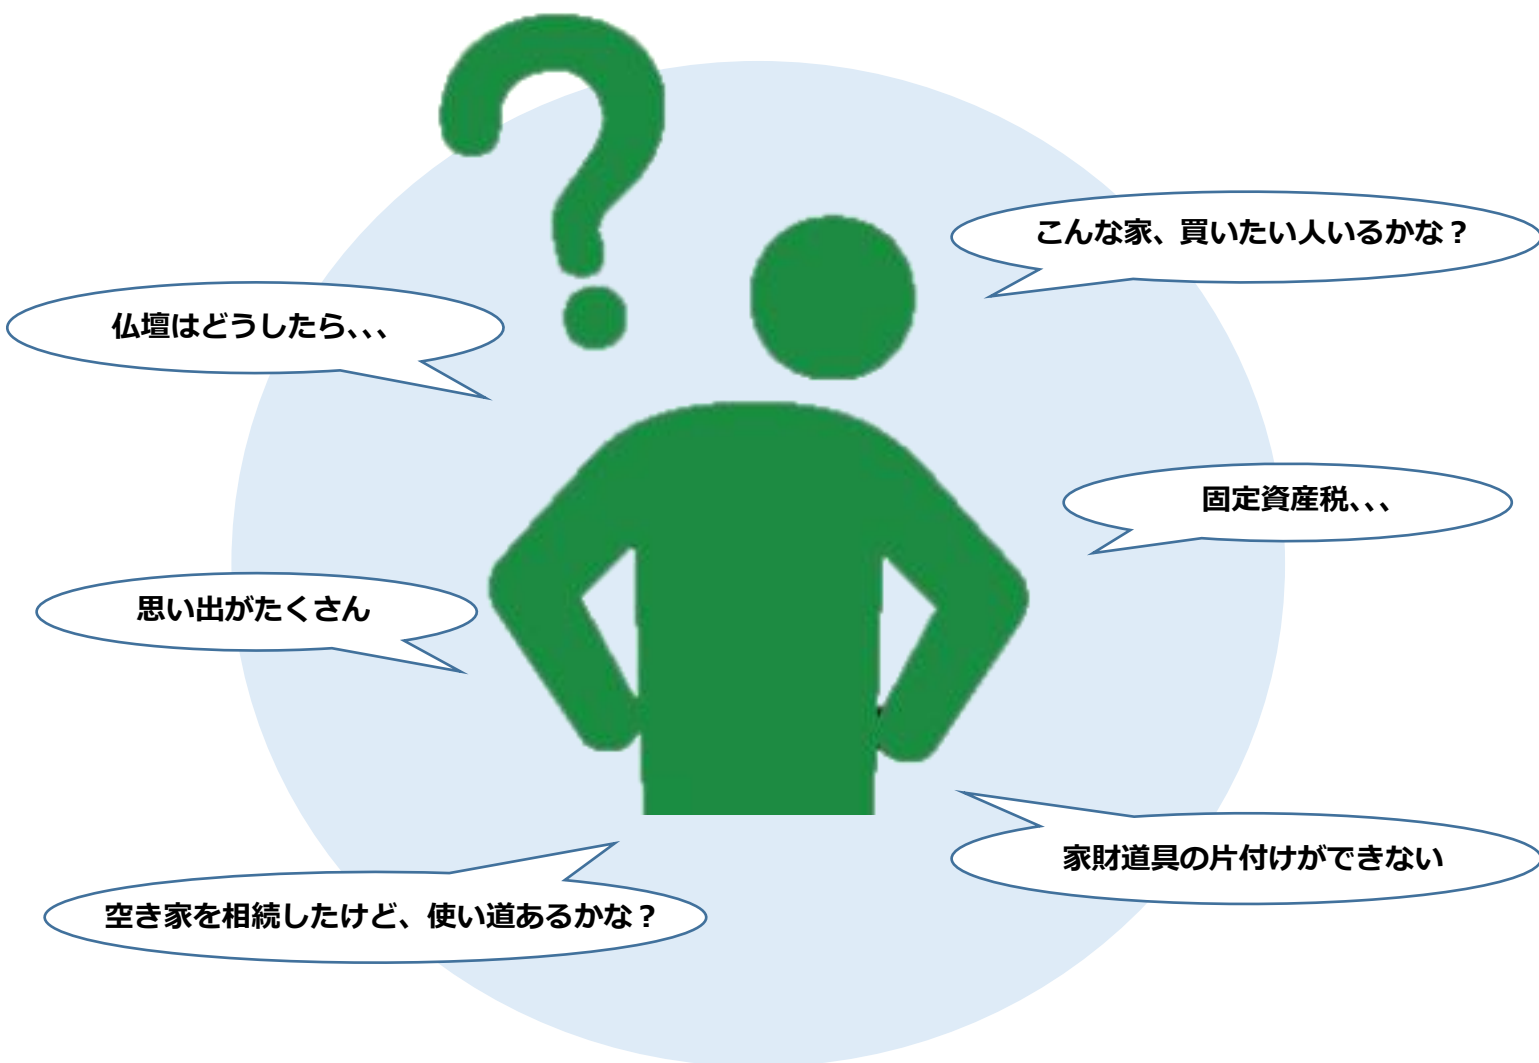 こんな家、買いたい人いるかな？
仏壇はどうしたら、、、
固定資産税、、、
思い出がたくさん
家財道具の片付けができない
空き家を相続したけど、使い道あるかな？